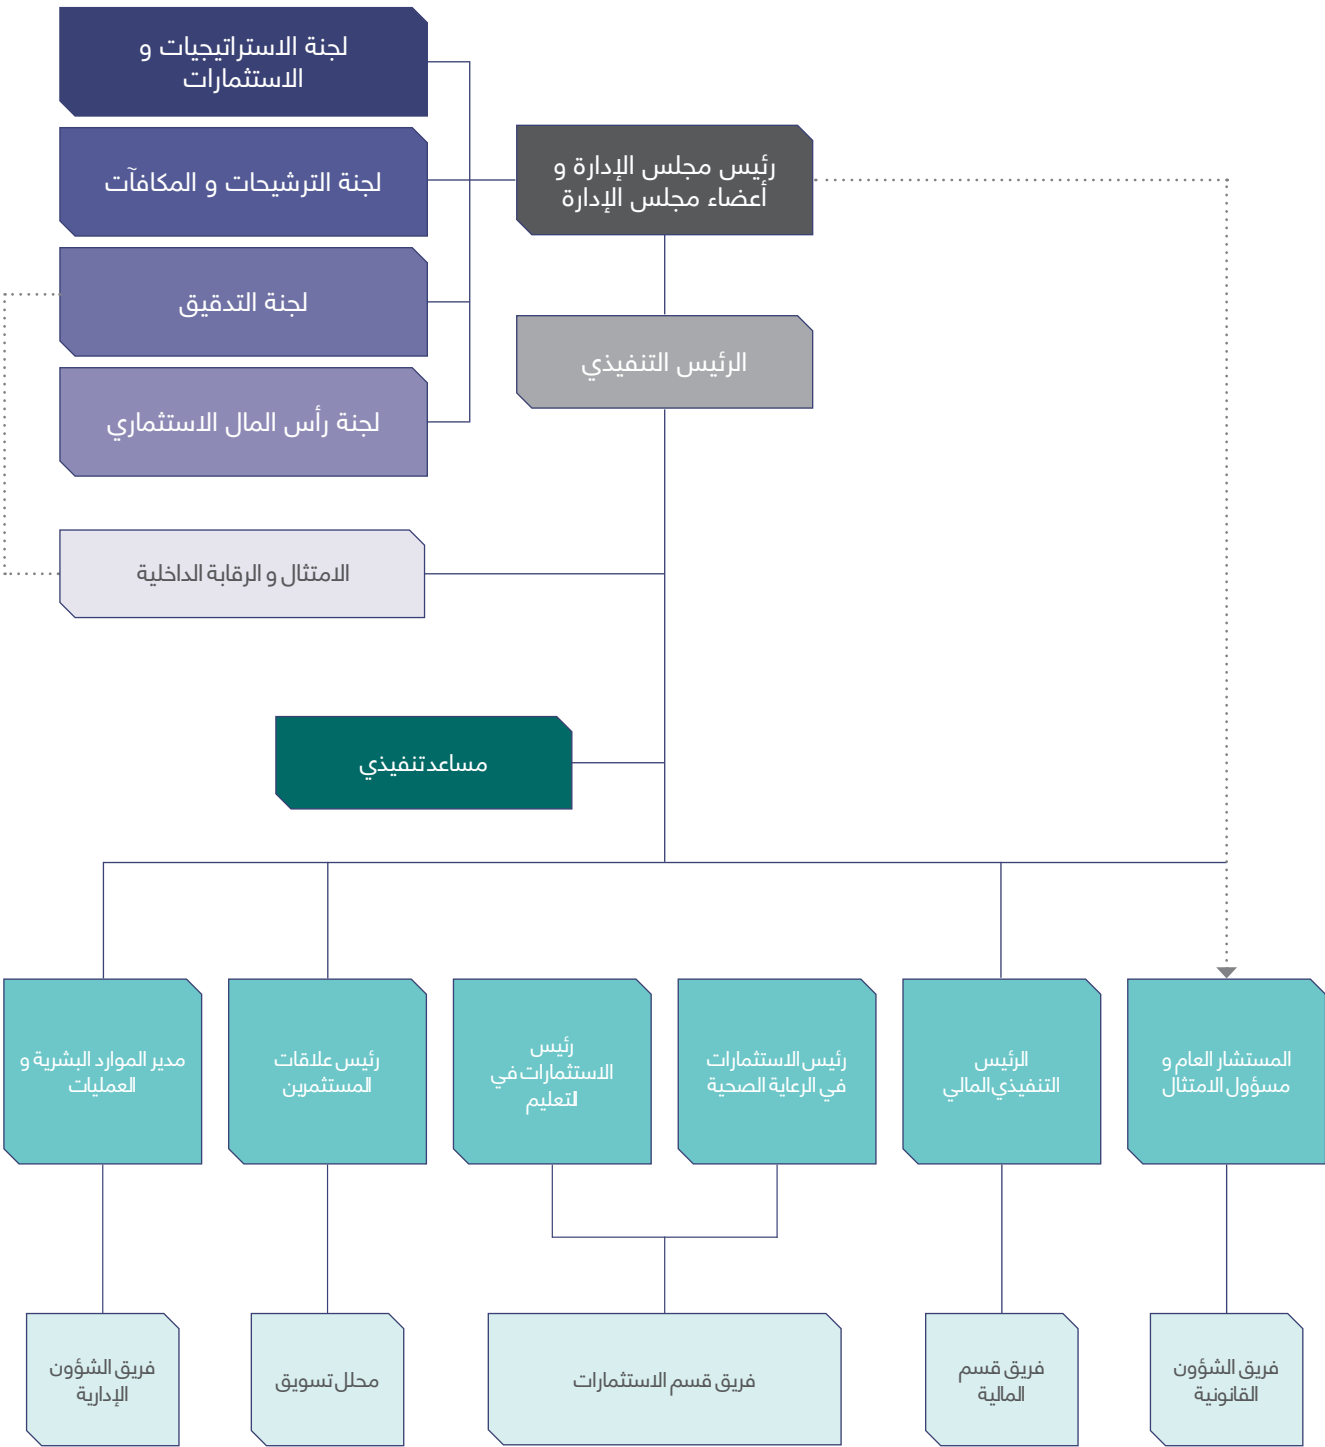 لجنة الاستراتيجيات و
الاستثمارات
لجنة الترشيحات و المكافآت
لجنة التدقيق
لجنة رأس المال الاستثماري
رئيس مجلس الإدارة و
أعضاء مجلس الإدارة
الرئيس التنفيذي
الامتثال و الرقابة الداخلية
مساعد تنفيذي
المستشار العام و
مسؤول الامتثال
الرئيس
التنفيذي المالي
رئيس الاستثمارات
في الرعاية الصحية
رئيس
الاستثمارات في
لتعليم
رئيس علاقات
المستثمرين
مدير الموارد البشرية و
العمليات
فريق الشؤون
القانونية
فريق قسم
المالية
فريق قسم الاستثمارات
محلل تسويق
فريق الشؤون
الإدارية